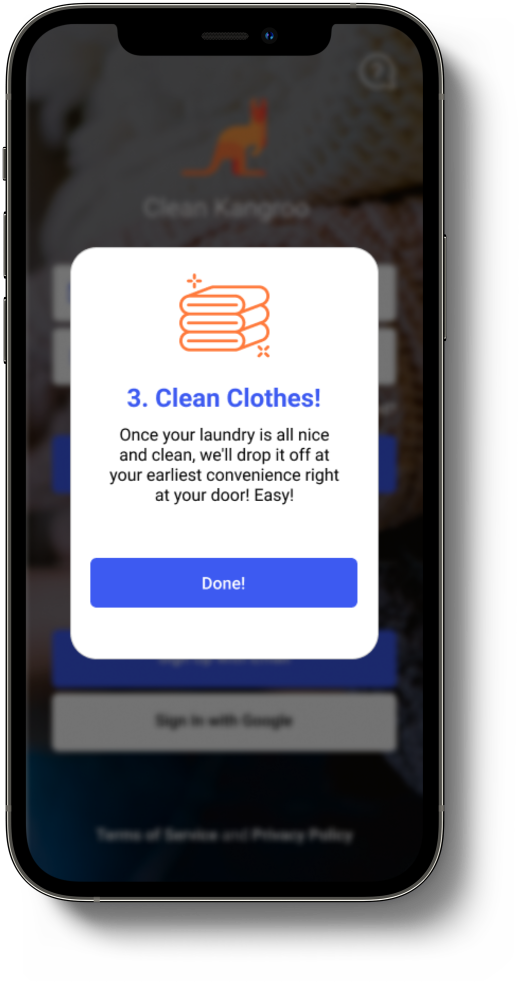 Clean Kangroo
3. Clean Clothes!
Once your laundry is all nice
and clean, we'll drop it off at
your earliest convenience right
at your door! Easy!
Done!
Sign In with Google
Terms of Service and Privacy Policy